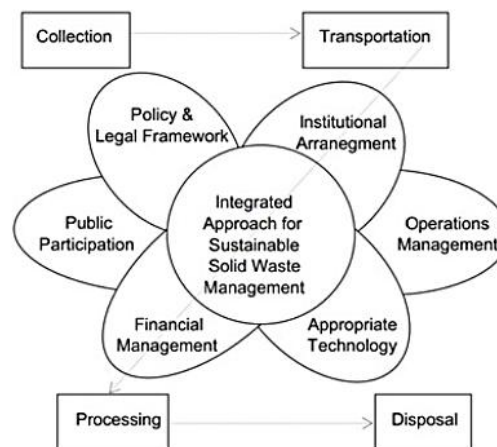 Collection
Transportation
Policy &
Legal Framework
Institutional
Arranegment
Public
Participation
Integrated
Approach for
Sustainable
Solid Waste
Management
Operations
Management
Financial
Management
Appropriate
Technology
Processing
Disposal